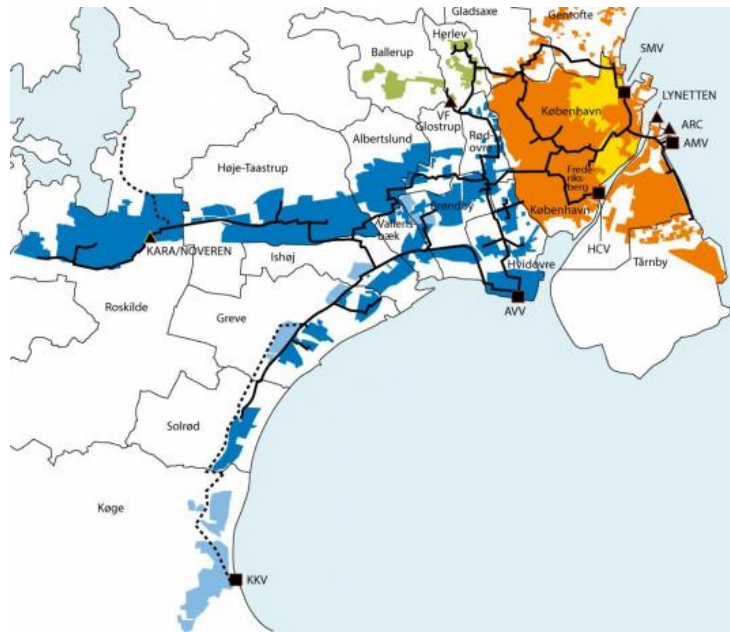 Gladsaxe
Gentofte
Herlev
Ballerup
SMV
LYNETTEN
København
ARC
VF
Glostrup
Rød-
ovre
AMV
Albertslund
Høje-Taastrup
Frede-
riks-
berg
Brøndby
Vallens-
bæk
København
KARA/NOVEREN
Ishøj
HCV
Hvidovre
Tårnby
Roskilde
AVV
Greve
Solrød
Køge
KKV